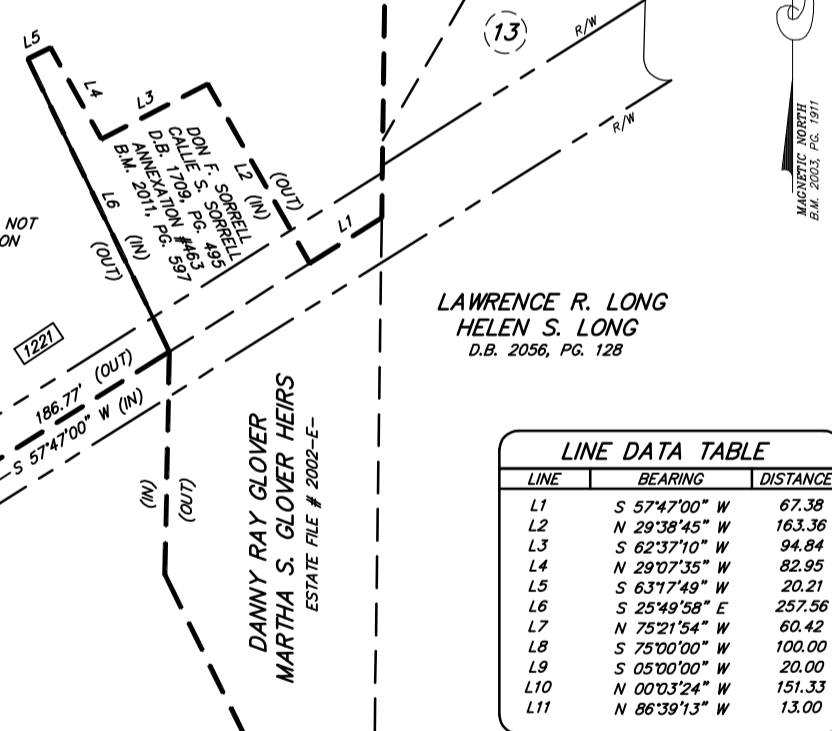 L5
L4
L3
L2 (IN)
(OUT)
L1
L6 (IN)
(OUT)
DON F. SORRELL
CALLIE S. SORRELL
D.B. 1709, PG. 495
ANNEXATION #463
B.M. 2011, PG. 597
13
R/W
R/W
MAGNETIC NORTH
B.M. 2003, PG. 1911
NOT
ON
1221
186.77' (OUT)
S 57°47'00" W (IN)
(IN)
(OUT)
DANNY RAY GLOVER
MARTHA S. GLOVER HEIRS
ESTATE FILE # 2002-E-
LAWRENCE R. LONG
HELEN S. LONG
D.B. 2056, PG. 128
LINE DATA TABLE
LINE BEARING DISTANCE
L1 S 57°47'00" W 67.38
L2 N 29°38'45" W 163.36
L3 S 62°37'10" W 94.84
L4 N 29°07'35" W 82.95
L5 S 63°17'49" W 20.21
L6 S 25°49'58" E 257.56
L7 N 75°21'54" W 60.42
L8 S 75°00'00" W 100.00
L9 S 05°00'00" W 20.00
L10 N 00°03'24" W 151.33
L11 N 86°39'13" W 13.00